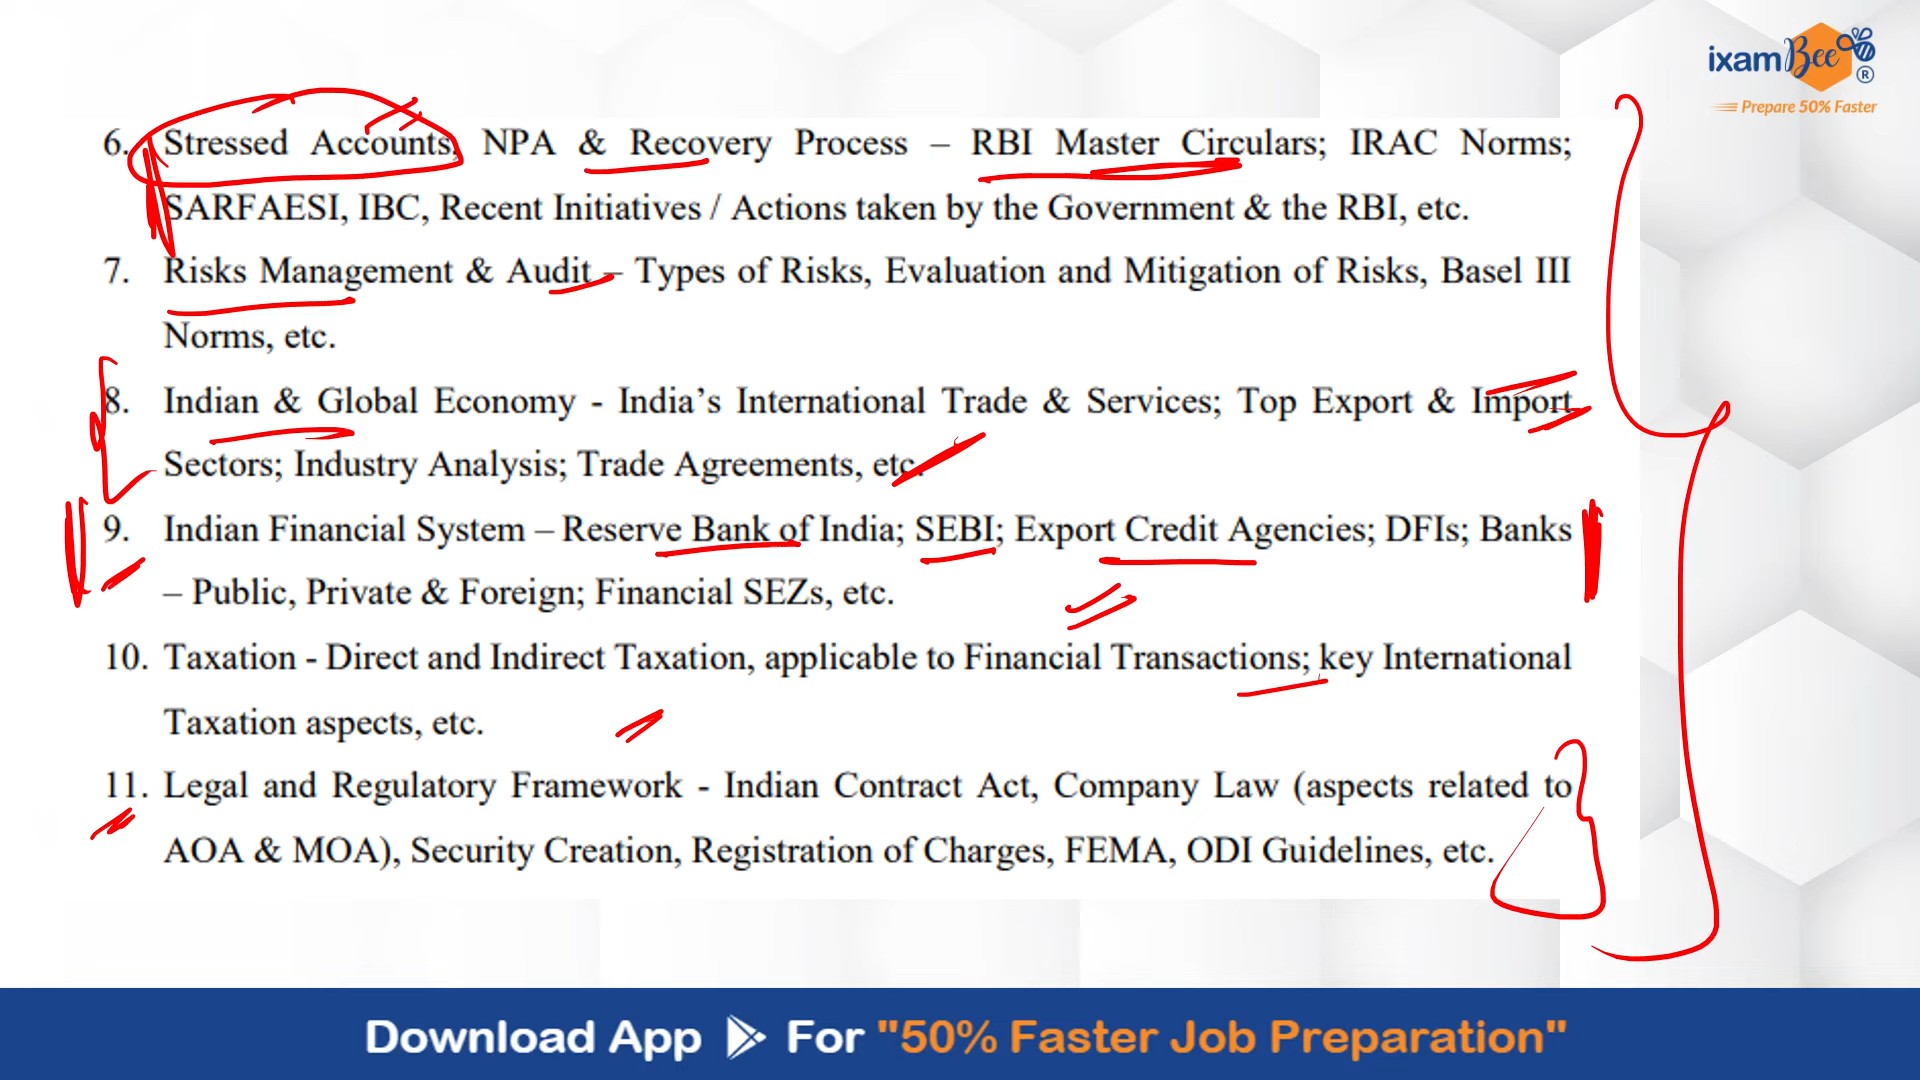 ixamBee®
Prepare 50% Faster
6. Stressed Accounts, NPA & Recovery Process – RBI Master Circulars; IRAC Norms;
SARFAESI, IBC, Recent Initiatives / Actions taken by the Government & the RBI, etc.
7. Risks Management & Audit – Types of Risks, Evaluation and Mitigation of Risks, Basel III
Norms, etc.
8. Indian & Global Economy - India’s International Trade & Services; Top Export & Import
Sectors; Industry Analysis; Trade Agreements, etc.
9. Indian Financial System – Reserve Bank of India; SEBI; Export Credit Agencies; DFIs; Banks
– Public, Private & Foreign; Financial SEZs, etc.
10. Taxation - Direct and Indirect Taxation, applicable to Financial Transactions; key International
Taxation aspects, etc.
11. Legal and Regulatory Framework - Indian Contract Act, Company Law (aspects related to
AOA & MOA), Security Creation, Registration of Charges, FEMA, ODI Guidelines, etc.
Download App For "50% Faster Job Preparation"